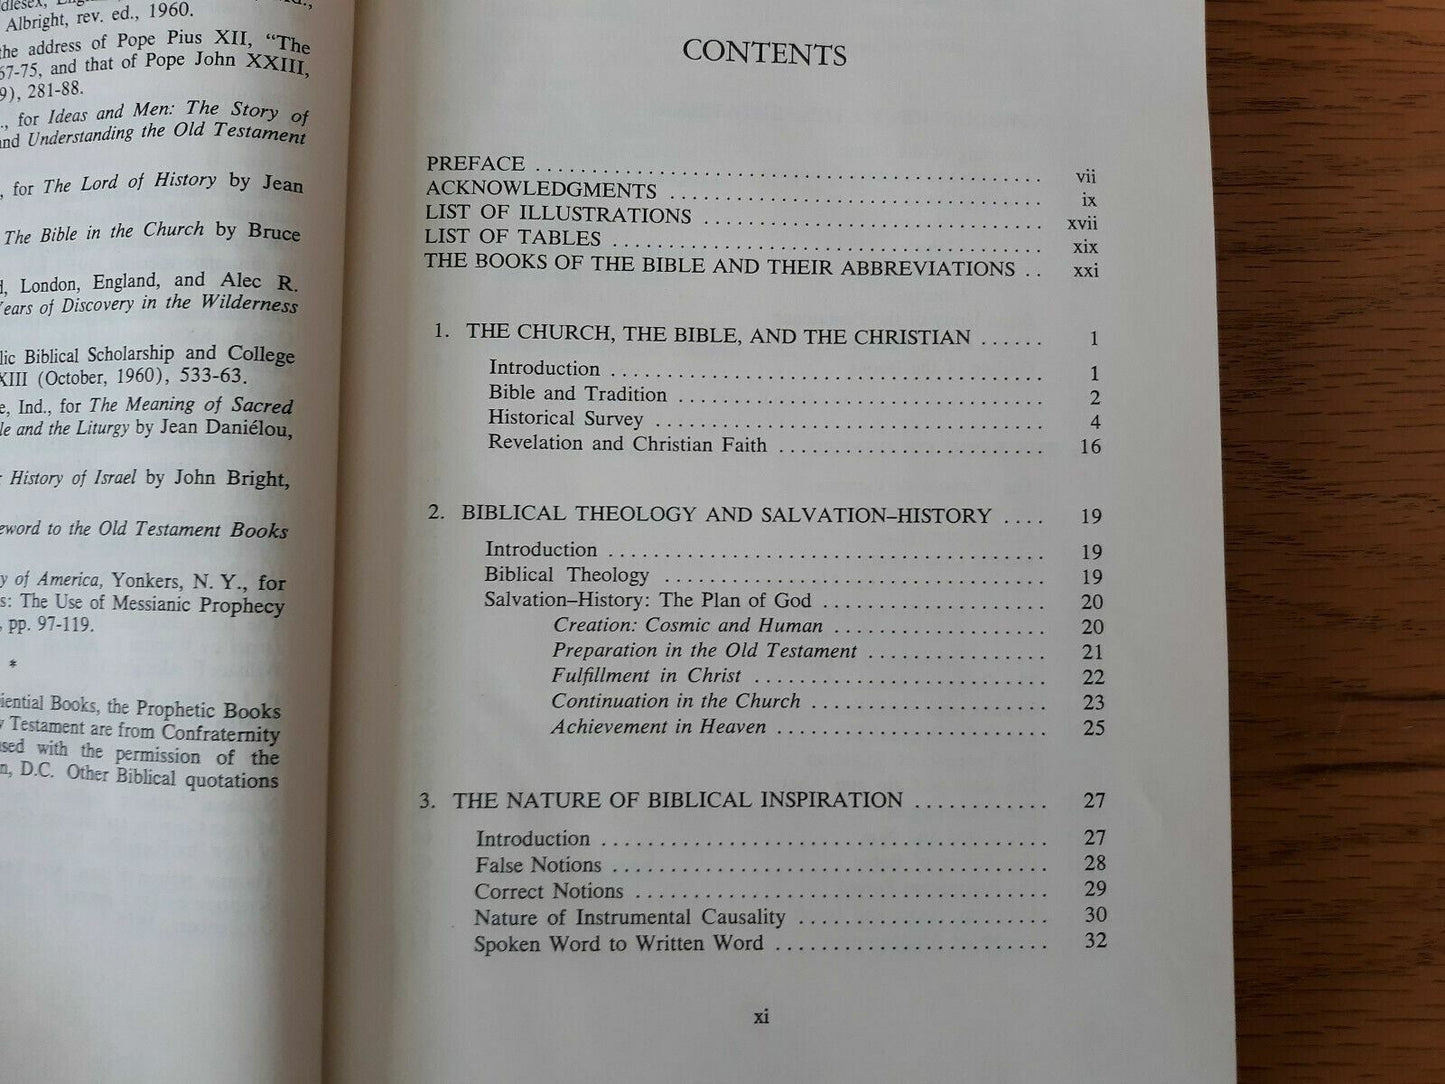 Albright, rev. ed., 1960.
the address of Pope Pius XII, “The
67-75, and that of Pope John XXIII,
9), 281-88.
., for Ideas and Men: The Story of
and Understanding the Old Testament
, for The Lord of History by Jean
The Bible in the Church by Bruce
d, London, England, and Alec R.
Years of Discovery in the Wilderness
lic Biblical Scholarship and College
XIII (October, 1960), 533-63.
e, Ind., for The Meaning of Sacred
le and the Liturgy by Jean Daniélou,
History of Israel by John Bright,
eword to the Old Testament Books
y of America, Yonkers, N. Y., for
s: The Use of Messianic Prophecy
, pp. 97-119.
*
iential Books, the Prophetic Books
Testament are from Confraternity
used with the permission of the
n, D.C. Other Biblical quotations
CONTENTS
PREFACE .......... vii
ACKNOWLEDGMENTS .......... ix
LIST OF ILLUSTRATIONS .......... xvii
LIST OF TABLES .......... xix
THE BOOKS OF THE BIBLE AND THEIR ABBREVIATIONS .. xxi
1. THE CHURCH, THE BIBLE, AND THE CHRISTIAN ...... 1
Introduction .......... 1
Bible and Tradition .......... 2
Historical Survey .......... 4
Revelation and Christian Faith .......... 16
2. BIBLICAL THEOLOGY AND SALVATION–HISTORY .... 19
Introduction .......... 19
Biblical Theology .......... 19
Salvation–History: The Plan of God .......... 20
Creation: Cosmic and Human .......... 20
Preparation in the Old Testament .......... 21
Fulfillment in Christ .......... 22
Continuation in the Church .......... 23
Achievement in Heaven .......... 25
3. THE NATURE OF BIBLICAL INSPIRATION .......... 27
Introduction .......... 27
False Notions .......... 28
Correct Notions .......... 29
Nature of Instrumental Causality .......... 30
Spoken Word to Written Word .......... 32
xi